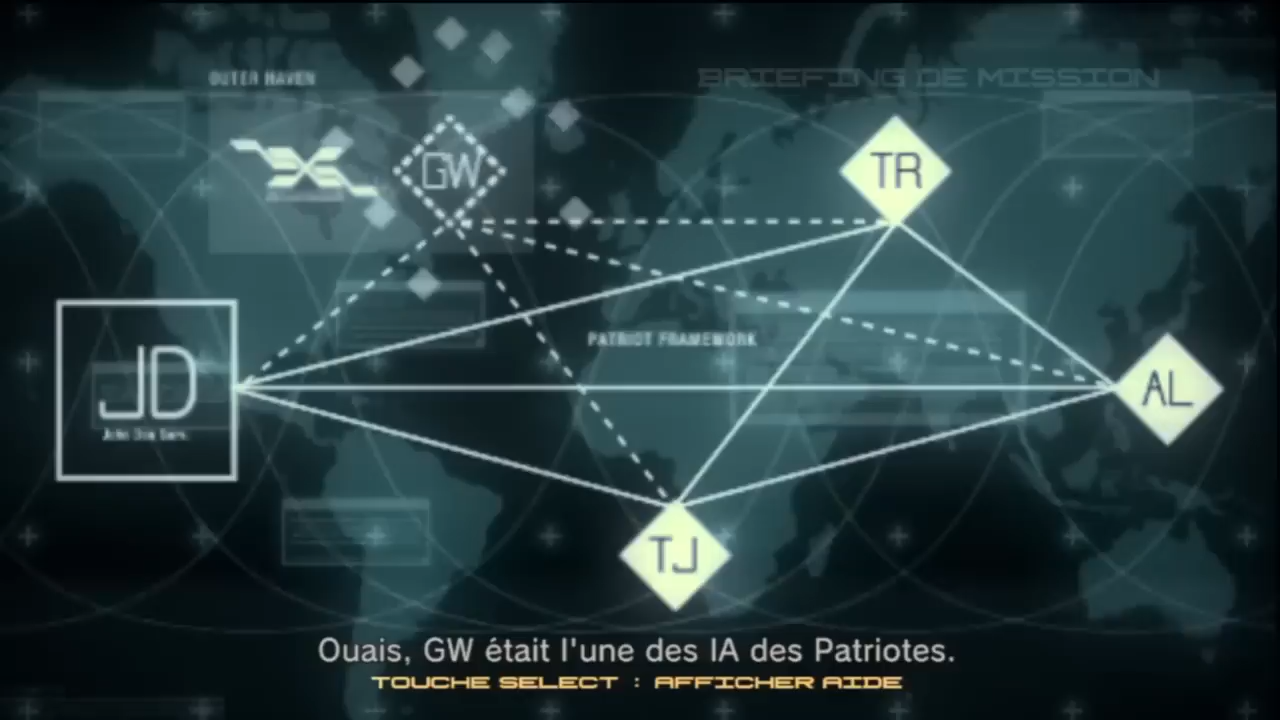 OUTER HAVEN
BRIEFING DE MISSION
GW
TR
PATRIOT FRAMEWORK
JD
AL
TJ
Ouais, GW était l'une des IA des Patriotes.
TOUCHE SELECT : AFFICHER AIDE